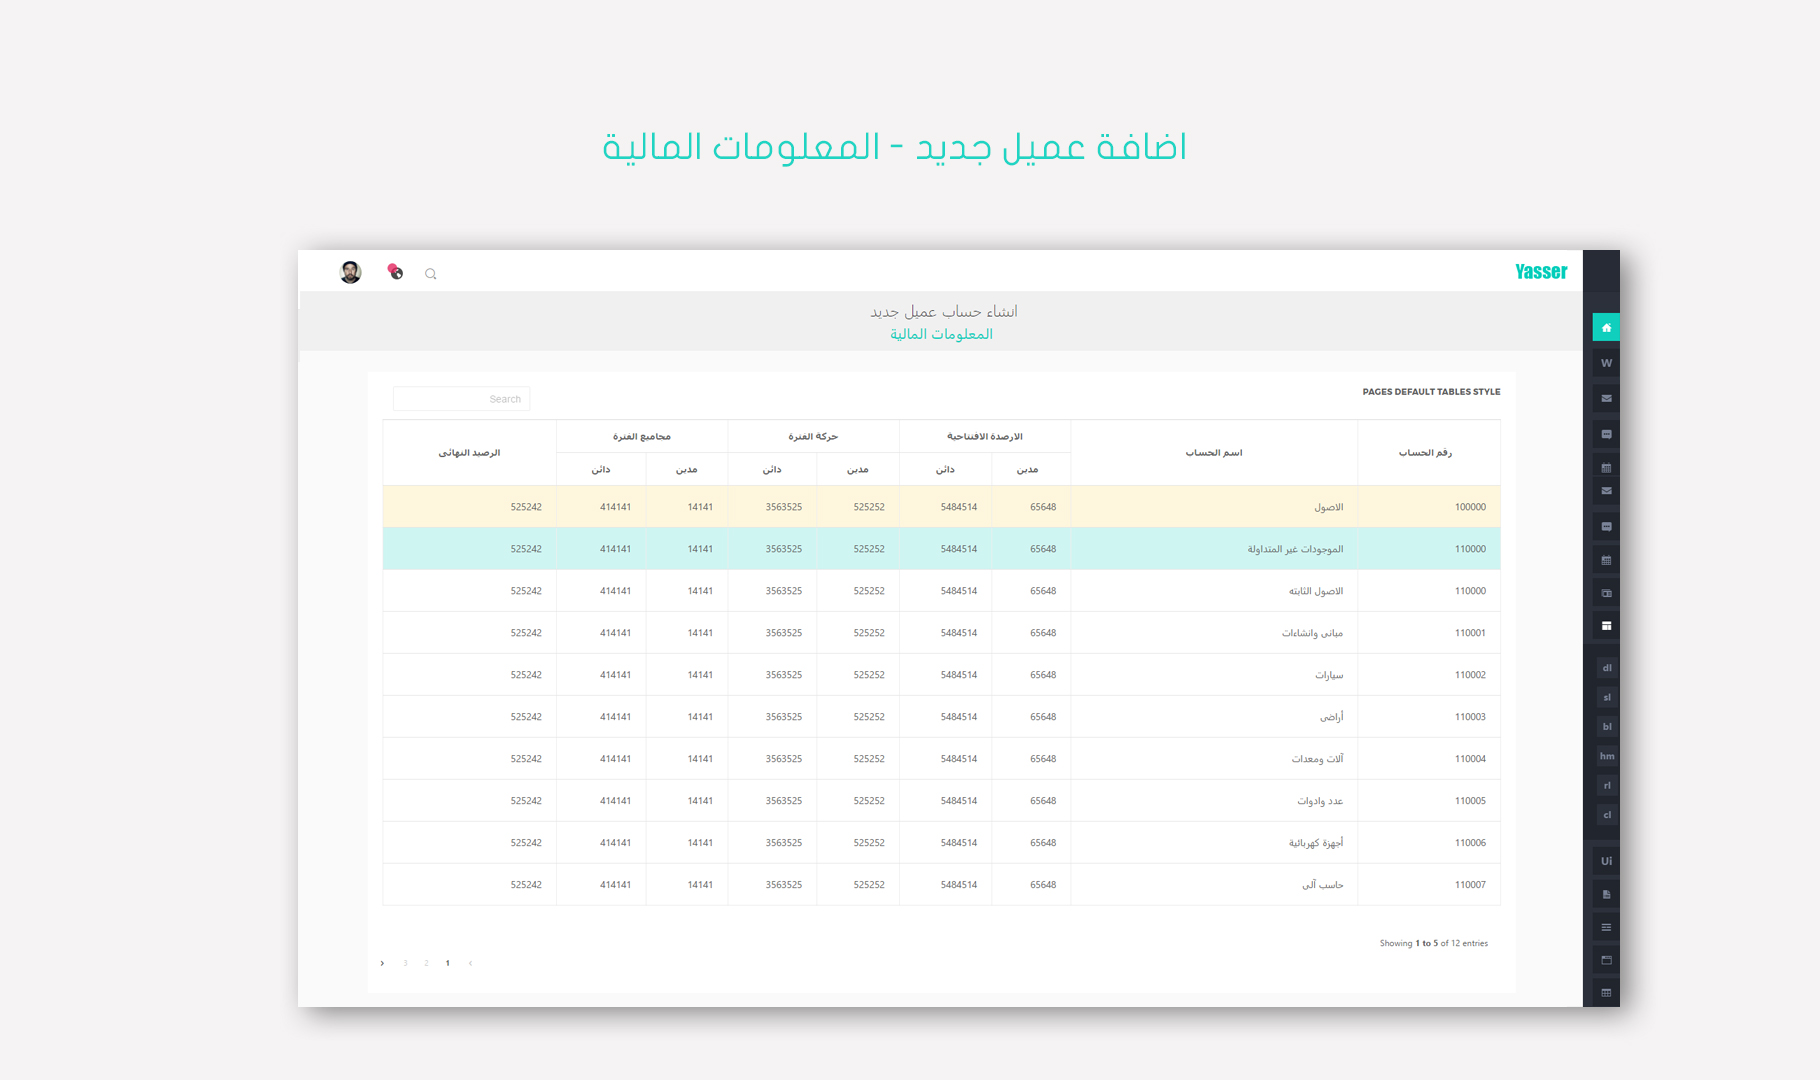 اضافة عميل جديد - المعلومات المالية
Yasser
انشاء حساب عميل جديد
المعلومات المالية
PAGES DEFAULT TABLES STYLE
Search
رقم الحساب اسم الحساب الارصدة الافتتاحية حركة الفترة مجاميع الفترة الرصيد النهائى
مدين دائن مدين دائن مدين دائن
100000 الاصول 65648 5484514 525252 3563525 14141 414141 525242
110000 الموجودات غير المتداولة 65648 5484514 525252 3563525 14141 414141 525242
110000 الاصول الثابته 65648 5484514 525252 3563525 14141 414141 525242
110001 مبانى وانشاءات 65648 5484514 525252 3563525 14141 414141 525242
110002 سيارات 65648 5484514 525252 3563525 14141 414141 525242
110003 أراضى 65648 5484514 525252 3563525 14141 414141 525242
110004 آلات ومعدات 65648 5484514 525252 3563525 14141 414141 525242
110005 عدد وادوات 65648 5484514 525252 3563525 14141 414141 525242
110006 أجهزة كهربائية 65648 5484514 525252 3563525 14141 414141 525242
110007 حاسب آلى 65648 5484514 525252 3563525 14141 414141 525242
Showing 1 to 5 of 12 entries
> 3 2 1 <
W
dl
sl
bl
hm
rl
cl
Ui